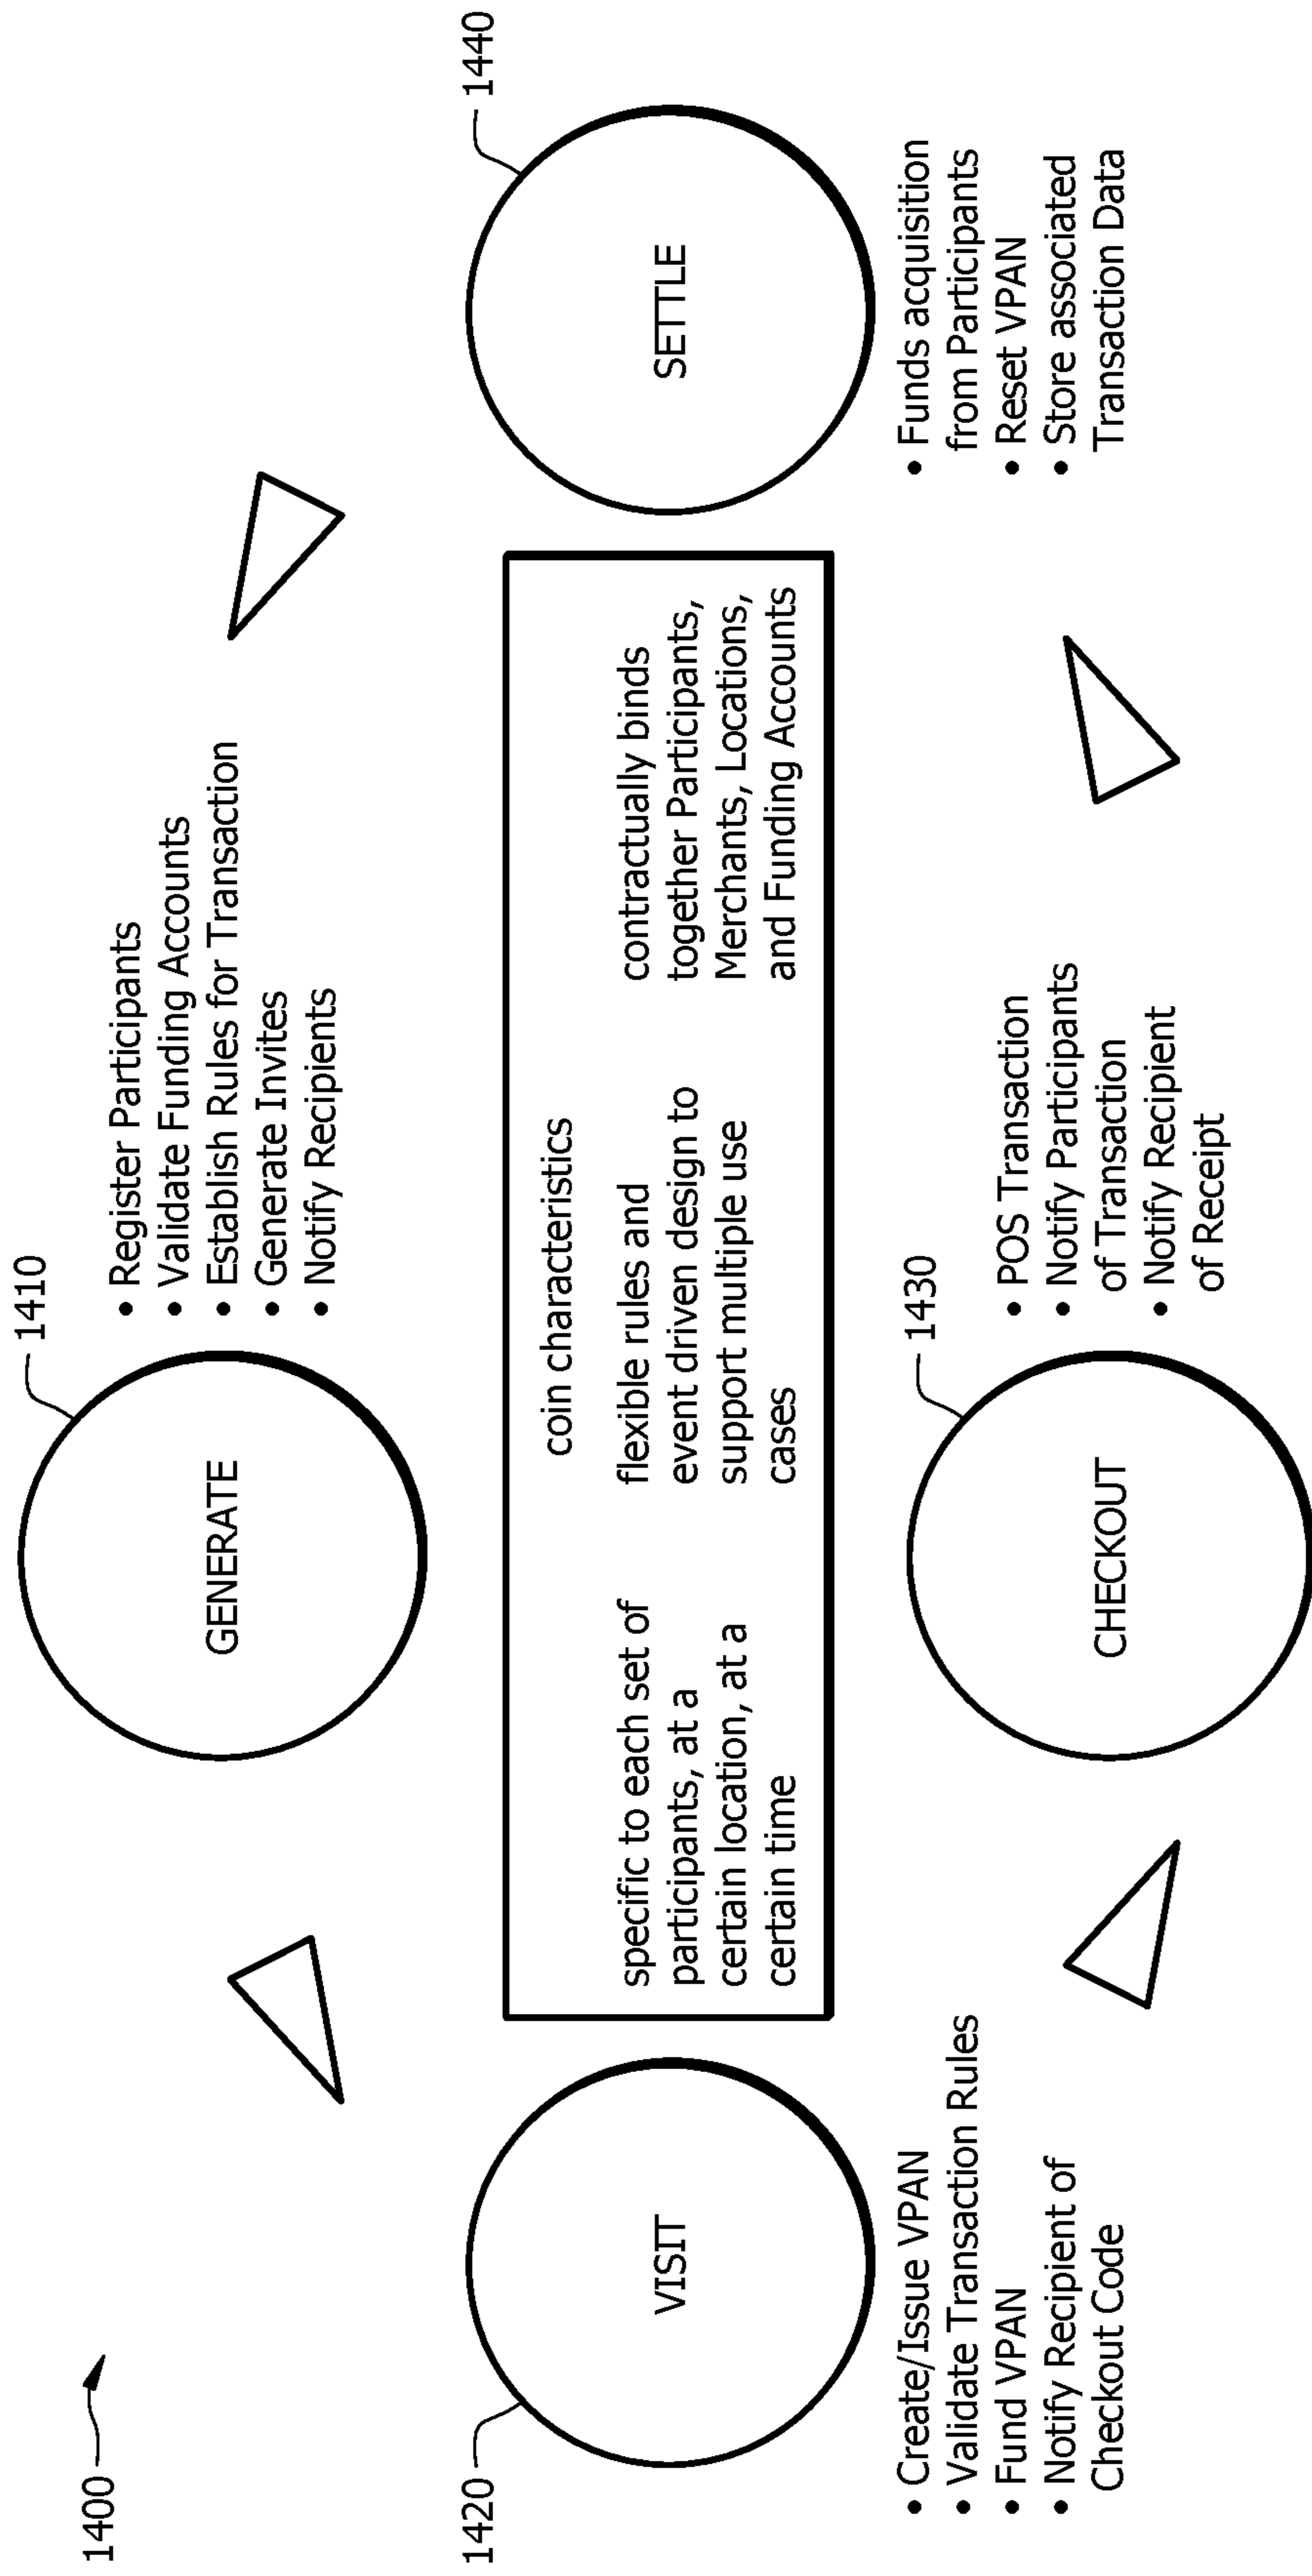 1400
1410
GENERATE
• Register Participants
• Validate Funding Accounts
• Establish Rules for Transaction
• Generate Invites
• Notify Recipients
1420
VISIT
• Create/Issue VPAN
• Validate Transaction Rules
• Fund VPAN
• Notify Recipient of
Checkout Code
coin characteristics
specific to each set of
participants, at a
certain location, at a
certain time
flexible rules and
event driven design to
support multiple use
cases
contractually binds
together Participants,
Merchants, Locations,
and Funding Accounts
1440
SETTLE
• Funds acquisition
from Participants
• Reset VPAN
• Store associated
Transaction Data
1430
CHECKOUT
• POS Transaction
• Notify Participants
of Transaction
• Notify Recipient
of Receipt